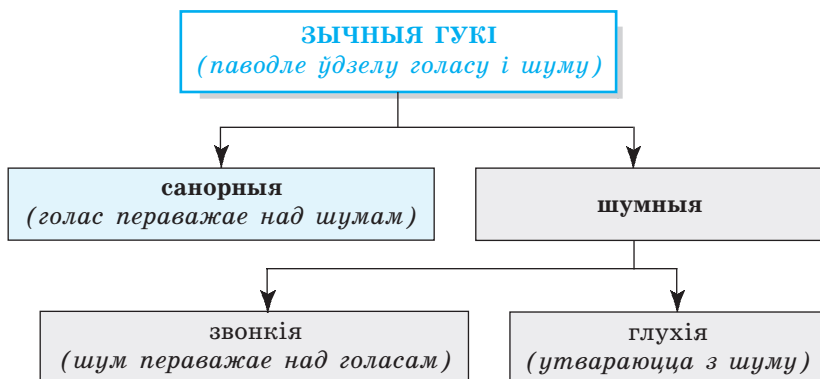 ЗЫЧНЫЯ ГУКІ
(паводле ўдзелу голасу і шуму)
санорныя
(голас пераважае над шумам)
шумныя
звонкія
(шум пераважае над голасам)
глухія
(утвараюцца з шуму)